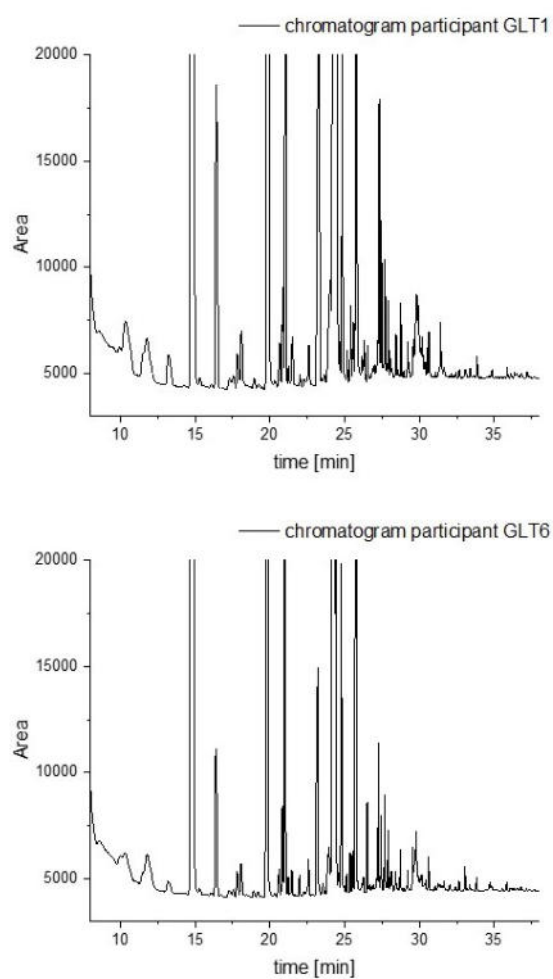 chromatogram participant GLT1
20000
15000
10000
5000
Area
10 15 20 25 30 35
time [min]
chromatogram participant GLT6
20000
15000
10000
5000
Area
10 15 20 25 30 35
time [min]